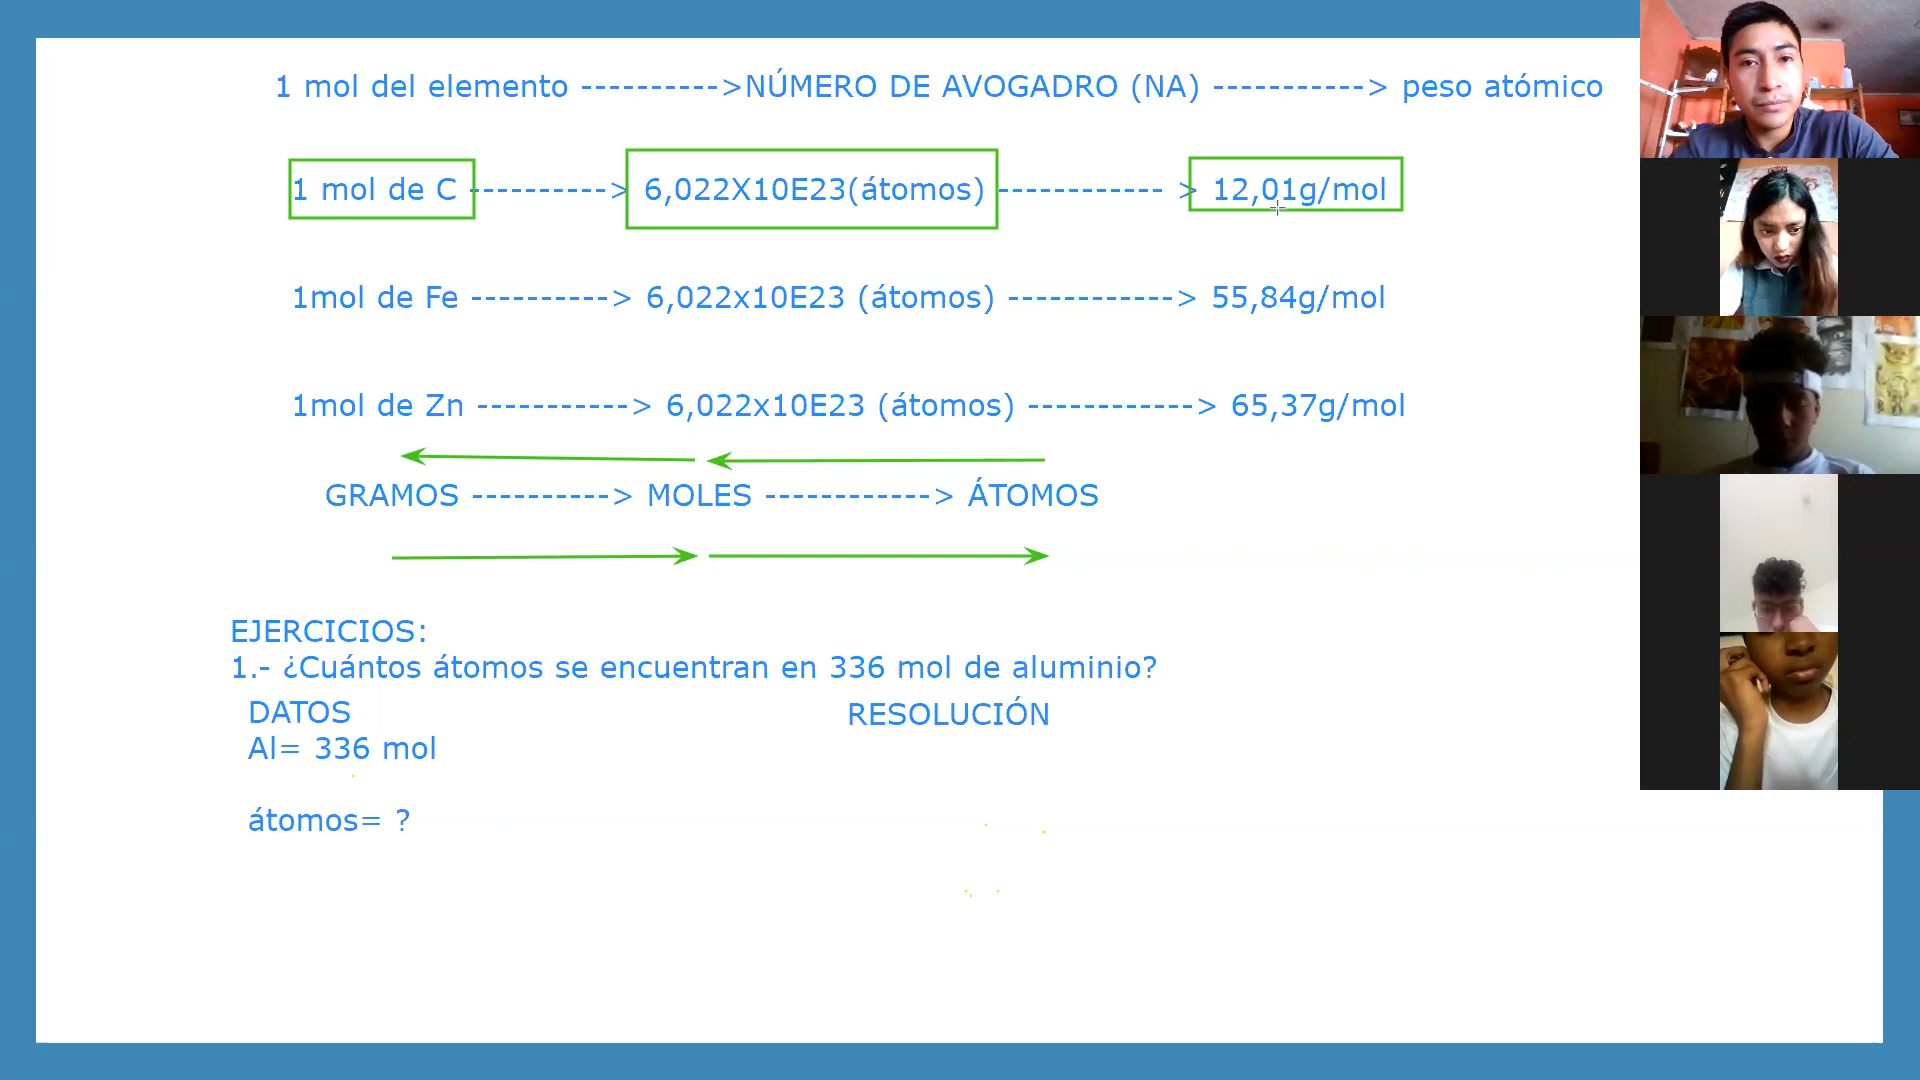 1 mol del elemento ---------->NÚMERO DE AVOGADRO (NA) -----------> peso atómico
1 mol de C ----------> 6,022X10E23(átomos) ------------ > 12,01g/mol
1mol de Fe ----------> 6,022x10E23 (átomos) ------------> 55,84g/mol
1mol de Zn -----------> 6,022x10E23 (átomos) ------------> 65,37g/mol
GRAMOS ----------> MOLES ------------> ÁTOMOS
EJERCICIOS:
1.- ¿Cuántos átomos se encuentran en 336 mol de aluminio?
DATOS
RESOLUCIÓN
Al= 336 mol
átomos= ?